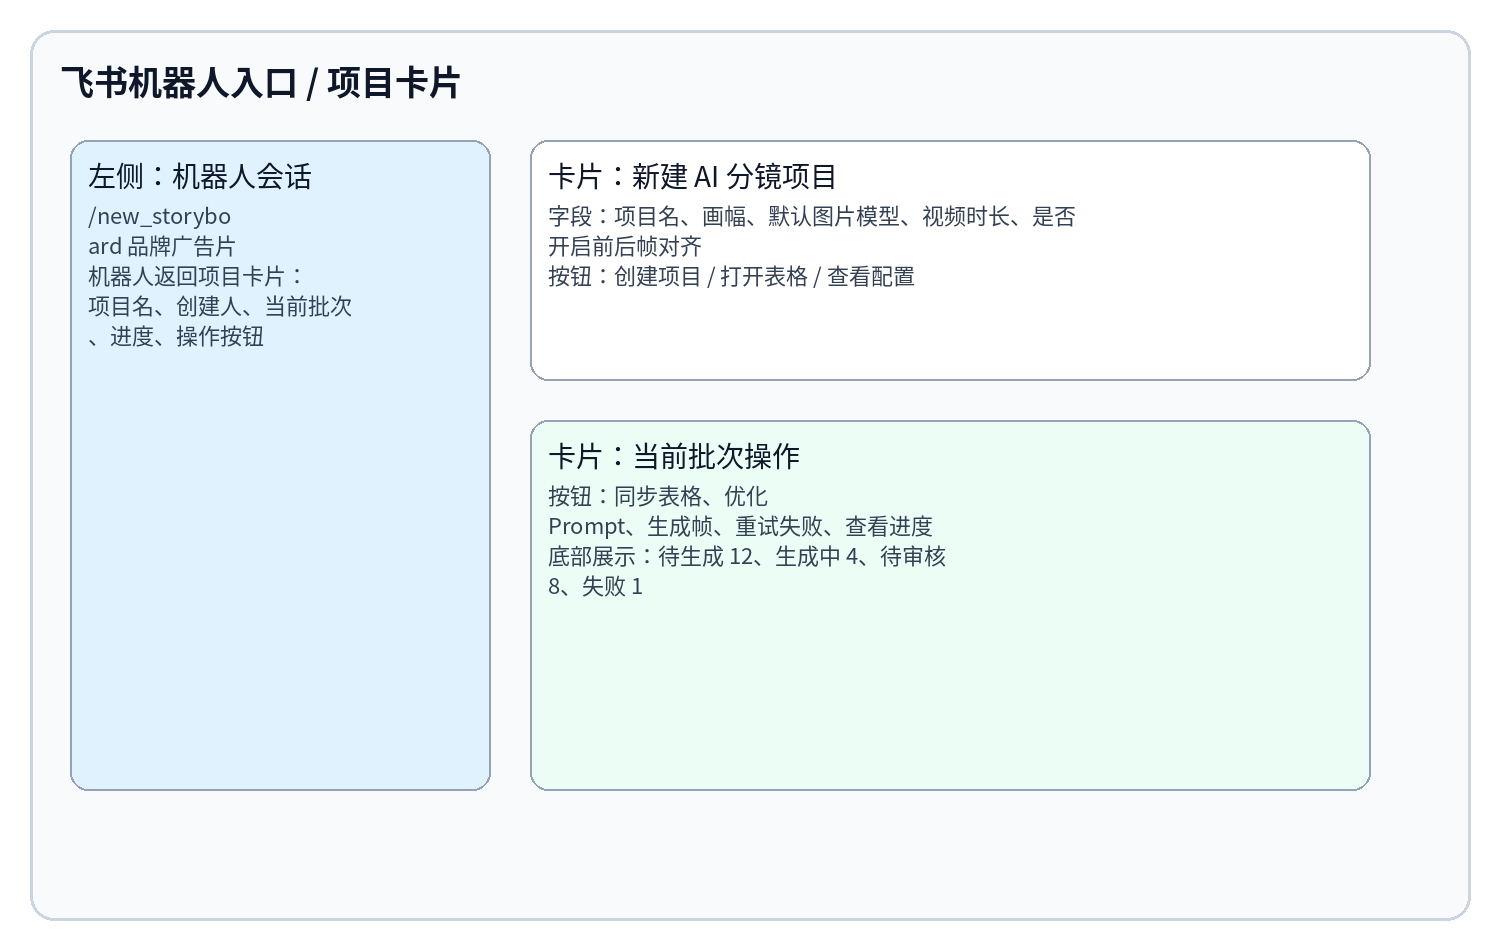 飞书机器人入口 / 项目卡片
左侧：机器人会话
/new_storybo
ard 品牌广告片
机器人返回项目卡片：
项目名、创建人、当前批次
、进度、操作按钮
卡片：新建 AI 分镜项目
字段：项目名、画幅、默认图片模型、视频时长、是否
开启前后帧对齐
按钮：创建项目 / 打开表格 / 查看配置
卡片：当前批次操作
按钮：同步表格、优化
Prompt、生成帧、重试失败、查看进度
底部展示：待生成 12、生成中 4、待审核
8、失败 1